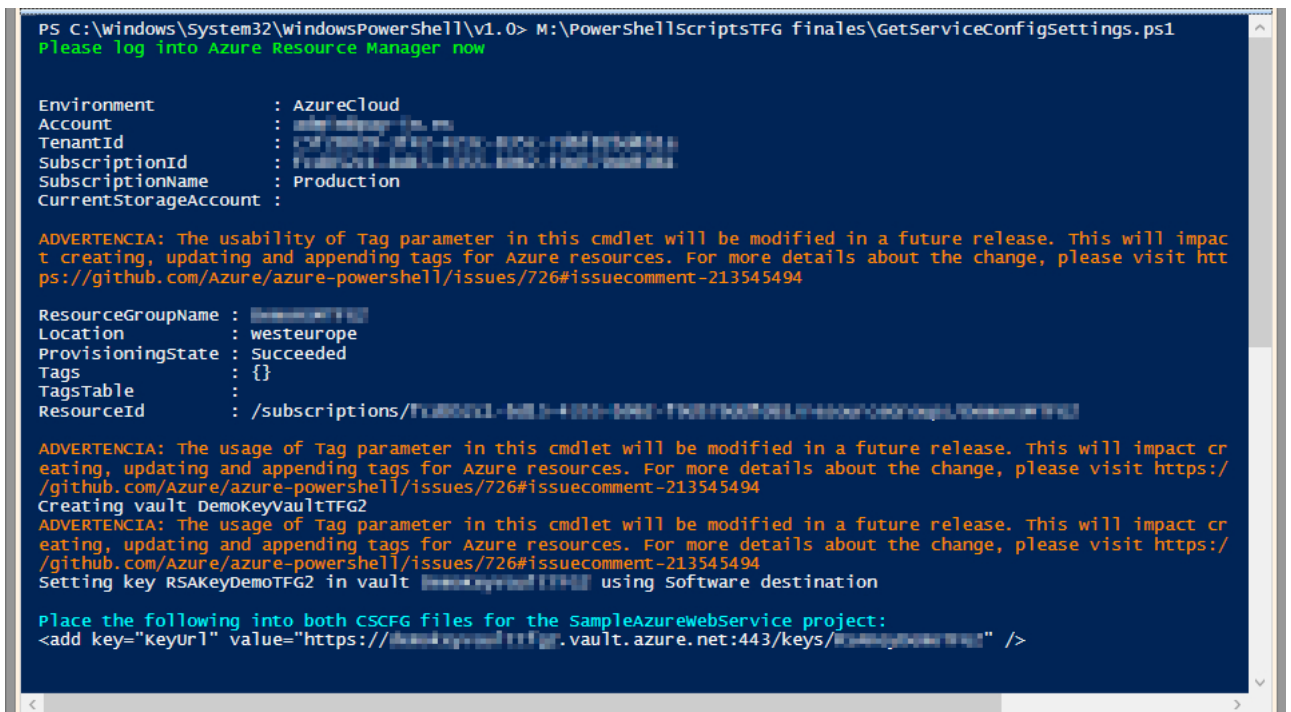 PS C:\Windows\System32\WindowsPowerShell\v1.0> M:\PowerShellScriptsTFG finales\GetServiceConfigSettings.ps1
Please log into Azure Resource Manager now
Environment : AzureCloud
Account :
TenantId :
SubscriptionId :
SubscriptionName : Production
CurrentStorageAccount :
ADVERTENCIA: The usability of Tag parameter in this cmdlet will be modified in a future release. This will impac
t creating, updating and appending tags for Azure resources. For more details about the change, please visit htt
ps://github.com/Azure/azure-powershell/issues/726#issuecomment-213545494
ResourceGroupName :
Location : westeurope
ProvisioningState : Succeeded
Tags : {}
TagsTable :
ResourceId : /subscriptions/
ADVERTENCIA: The usage of Tag parameter in this cmdlet will be modified in a future release. This will impact cr
eating, updating and appending tags for Azure resources. For more details about the change, please visit https:/
/github.com/Azure/azure-powershell/issues/726#issuecomment-213545494
Creating vault DemoKeyVaultTFG2
ADVERTENCIA: The usage of Tag parameter in this cmdlet will be modified in a future release. This will impact cr
eating, updating and appending tags for Azure resources. For more details about the change, please visit https:/
/github.com/Azure/azure-powershell/issues/726#issuecomment-213545494
Setting key RSAKeyDemoTFG2 in vault using Software destination
Place the following into both CSCFG files for the SampleAzureWebService project:
<add key="KeyUrl" value="https:// .vault.azure.net:443/keys/ " />